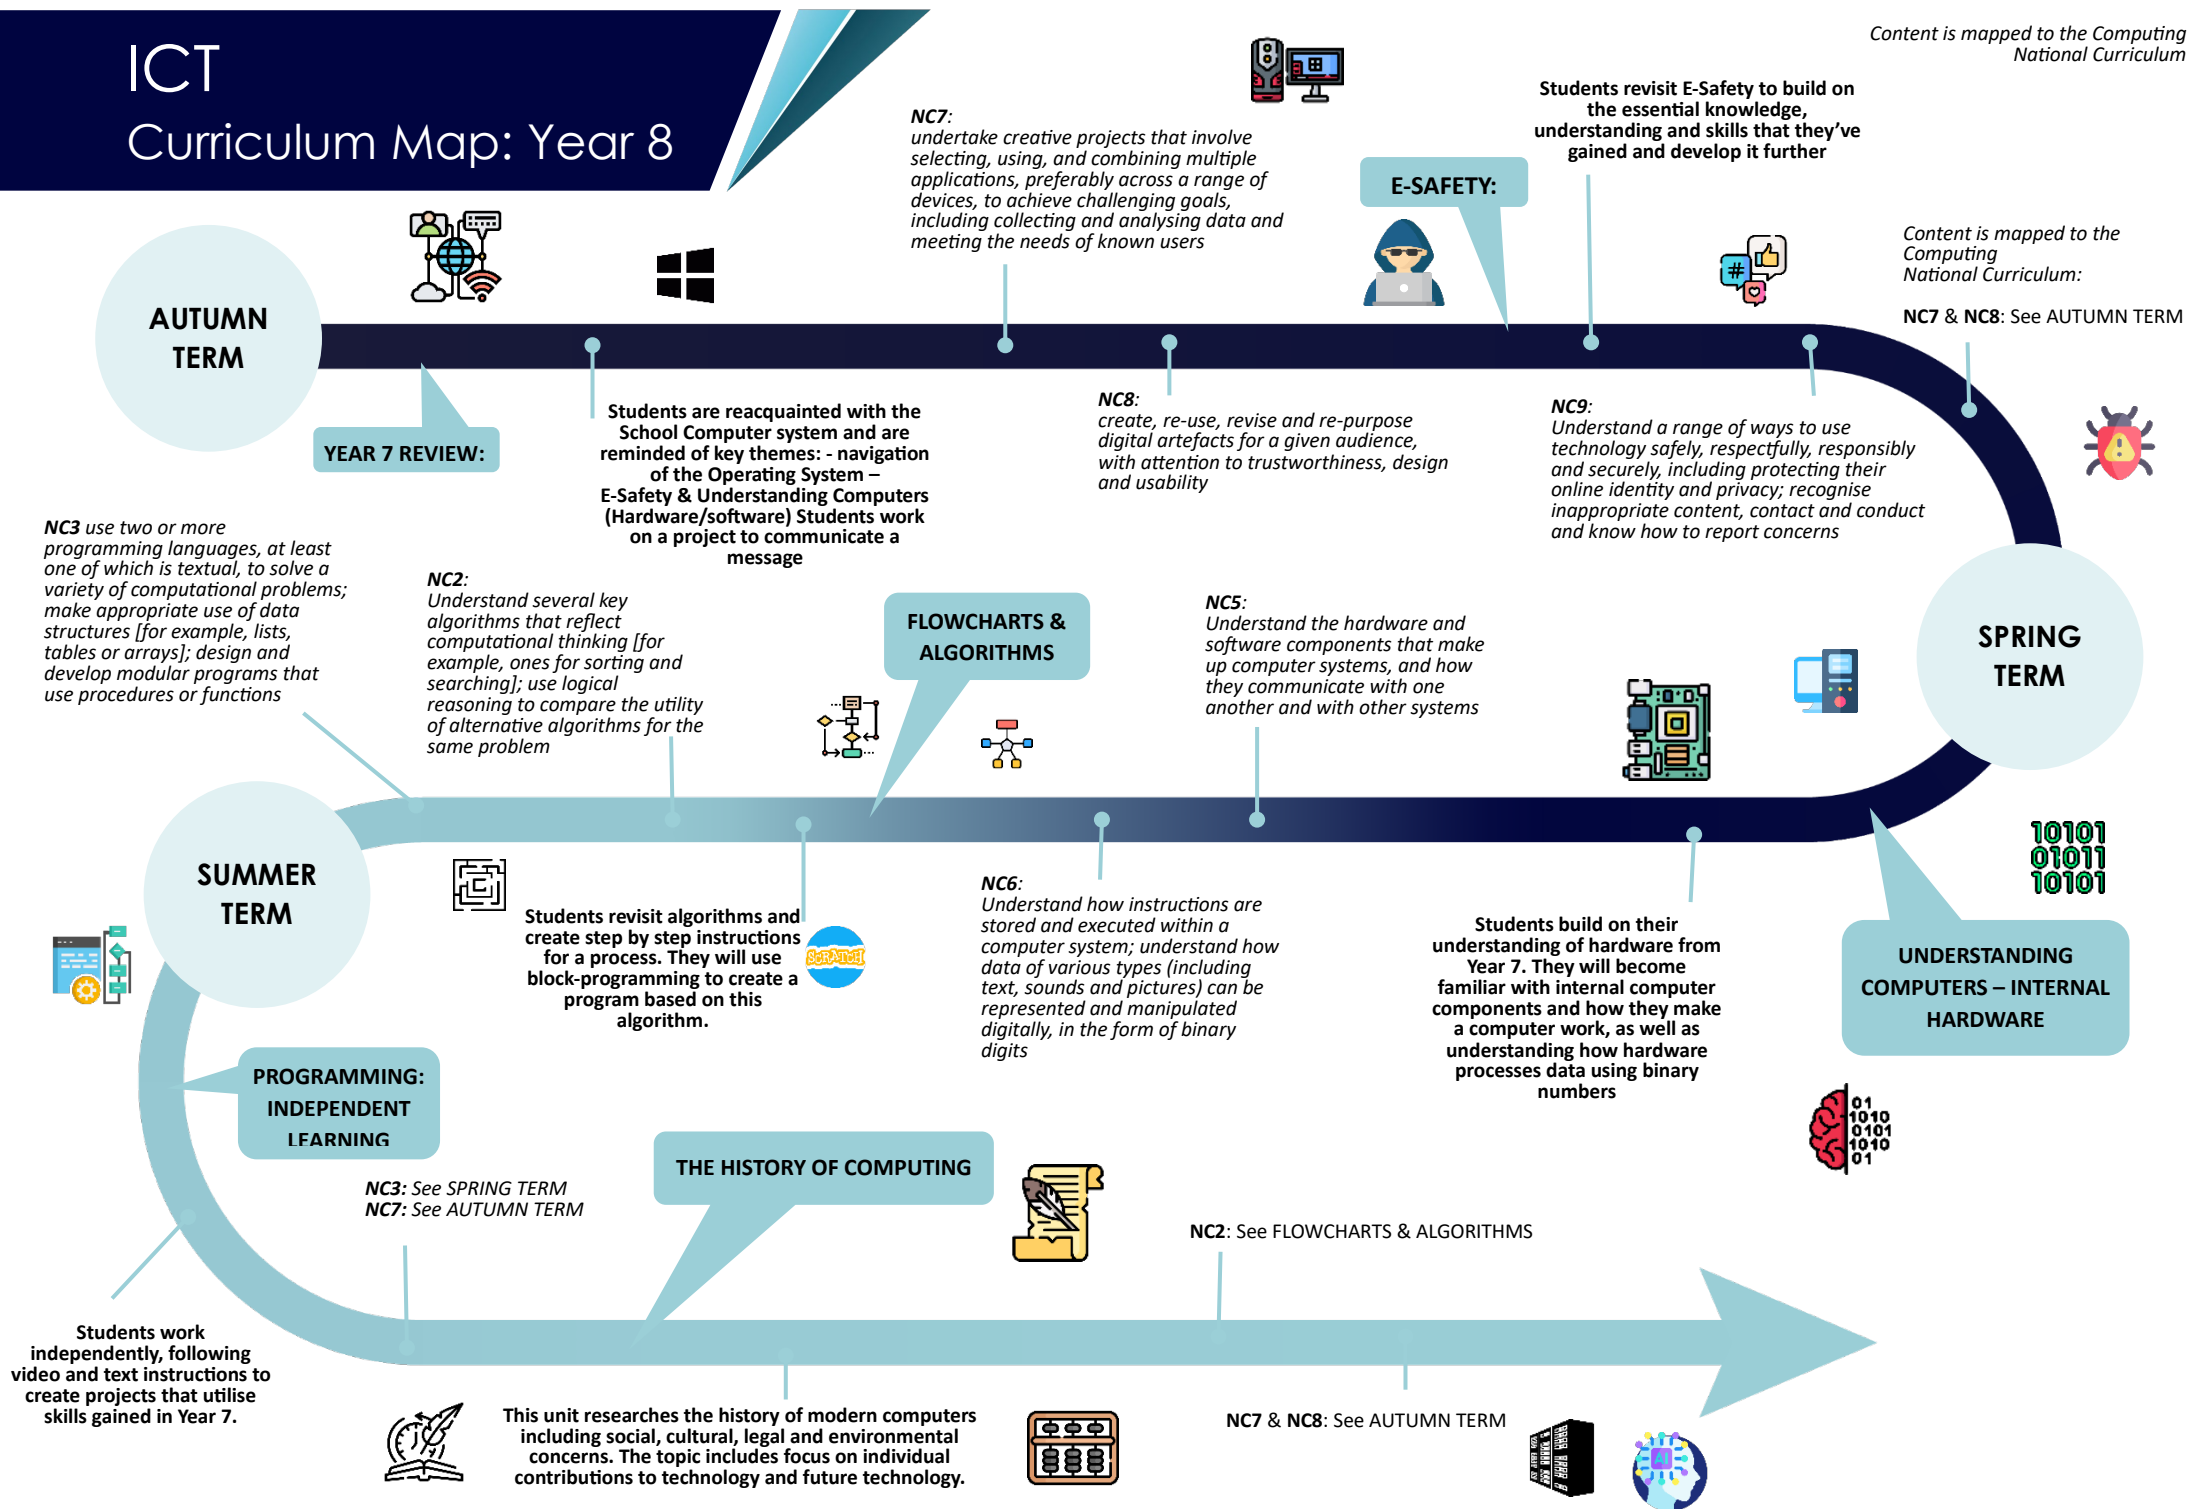 ICT
Curriculum Map: Year 8
Content is mapped to the Computing
National Curriculum
NC7:
undertake creative projects that involve
selecting, using, and combining multiple
applications, preferably across a range of
devices, to achieve challenging goals,
including collecting and analysing data and
meeting the needs of known users
Students revisit E-Safety to build on
the essential knowledge,
understanding and skills that they've
gained and develop it further
E-SAFETY:
#
Content is mapped to the
Computing
National Curriculum:
NC7 & NC8: See AUTUMN TERM
AUTUMN
TERM
YEAR 7 REVIEW:
Students are reacquainted with the
School Computer system and are
reminded of key themes: - navigation
of the Operating System –
E-Safety & Understanding Computers
(Hardware/software) Students work
on a project to communicate a
message
NC8:
create, re-use, revise and re-purpose
digital artefacts for a given audience,
with attention to trustworthiness, design
and usability
NC9:
Understand a range of ways to use
technology safely, respectfully, responsibly
and securely, including protecting their
online identity and privacy; recognise
inappropriate content, contact and conduct
and know how to report concerns
SPRING
TERM
NC3 use two or more
programming languages, at least
one of which is textual, to solve a
variety of computational problems;
make appropriate use of data
structures [for example, lists,
tables or arrays]; design and
develop modular programs that
use procedures or functions
NC2:
Understand several key
algorithms that reflect
computational thinking [for
example, ones for sorting and
searching]; use logical
reasoning to compare the utility
of alternative algorithms for the
same problem
FLOWCHARTS &
ALGORITHMS
NC5:
Understand the hardware and
software components that make
up computer systems, and how
they communicate with one
another and with other systems
10101
01011
10101
SUMMER
TERM
Students revisit algorithms and
create step by step instructions
for a process. They will use
block-programming to create a
program based on this
algorithm.
SCRATCH
NC6:
Understand how instructions are
stored and executed within a
computer system; understand how
data of various types (including
text, sounds and pictures) can be
represented and manipulated
digitally, in the form of binary
digits
Students build on their
understanding of hardware from
Year 7. They will become
familiar with internal computer
components and how they make
a computer work, as well as
understanding how hardware
processes data using binary
numbers
UNDERSTANDING
COMPUTERS – INTERNAL
HARDWARE
01
1010
0101
1010
01
PROGRAMMING:
INDEPENDENT
LEARNING
NC3: See SPRING TERM
NC7: See AUTUMN TERM
THE HISTORY OF COMPUTING
NC2: See FLOWCHARTS & ALGORITHMS
Students work
independently, following
video and text instructions to
create projects that utilise
skills gained in Year 7.
This unit researches the history of modern computers
including social, cultural, legal and environmental
concerns. The topic includes focus on individual
contributions to technology and future technology.
NC7 & NC8: See AUTUMN TERM
AI